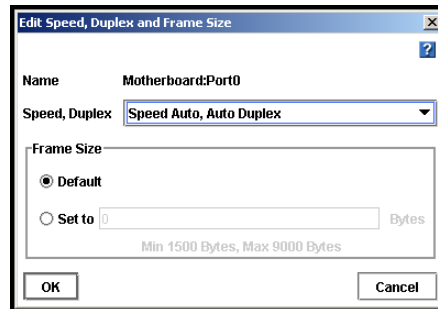 Edit Speed, Duplex and Frame Size
Name Motherboard:Port0
Speed, Duplex Speed Auto, Auto Duplex
Frame Size
Default
Set to 0 Bytes
Min 1500 Bytes, Max 9000 Bytes
OK Cancel